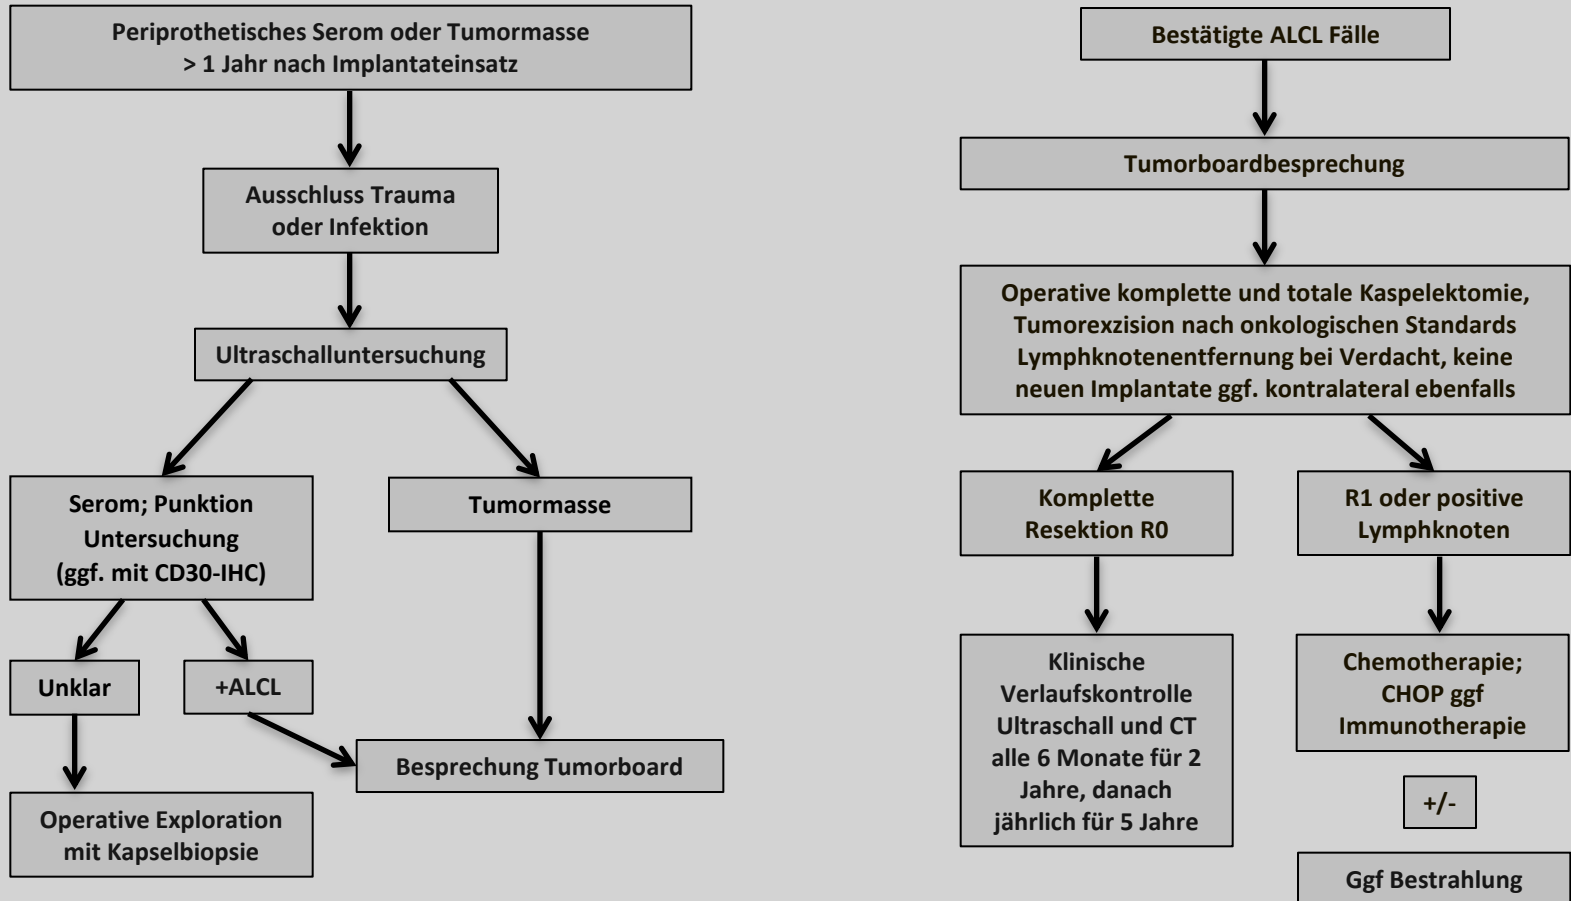 Periprothetisches Serom oder Tumormasse
> 1 Jahr nach Implantateinsatz
Ausschluss Trauma
oder Infektion
Ultraschalluntersuchung
Serom; Punktion
Untersuchung
(ggf. mit CD30-IHC)
Tumormasse
Unklar
+ALCL
Besprechung Tumorboard
Operative Exploration
mit Kapselbiopsie
Bestätigte ALCL Fälle
Tumorboardbesprechung
Operative komplette und totale Kaspelektomie,
Tumorexzision nach onkologischen Standards
Lymphknotenentfernung bei Verdacht, keine
neuen Implantate ggf. kontralateral ebenfalls
Komplette
Resektion R0
R1 oder positive
Lymphknoten
Klinische
Verlaufskontrolle
Ultraschall und CT
alle 6 Monate für 2
Jahre, danach
jährlich für 5 Jahre
Chemotherapie;
CHOP ggf
Immunotherapie
+/-
Ggf Bestrahlung